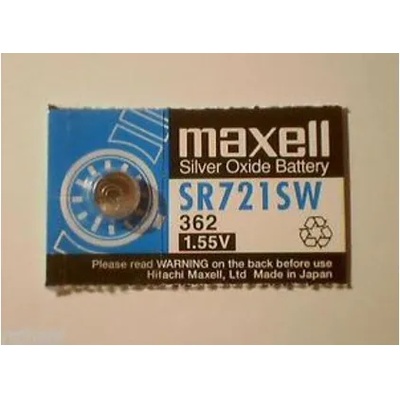 maxell
Silver Oxide Battery
SR721SW
362
1.55V
Please read WARNING on the back before use
Hitachi Maxell, Ltd Made in Japan